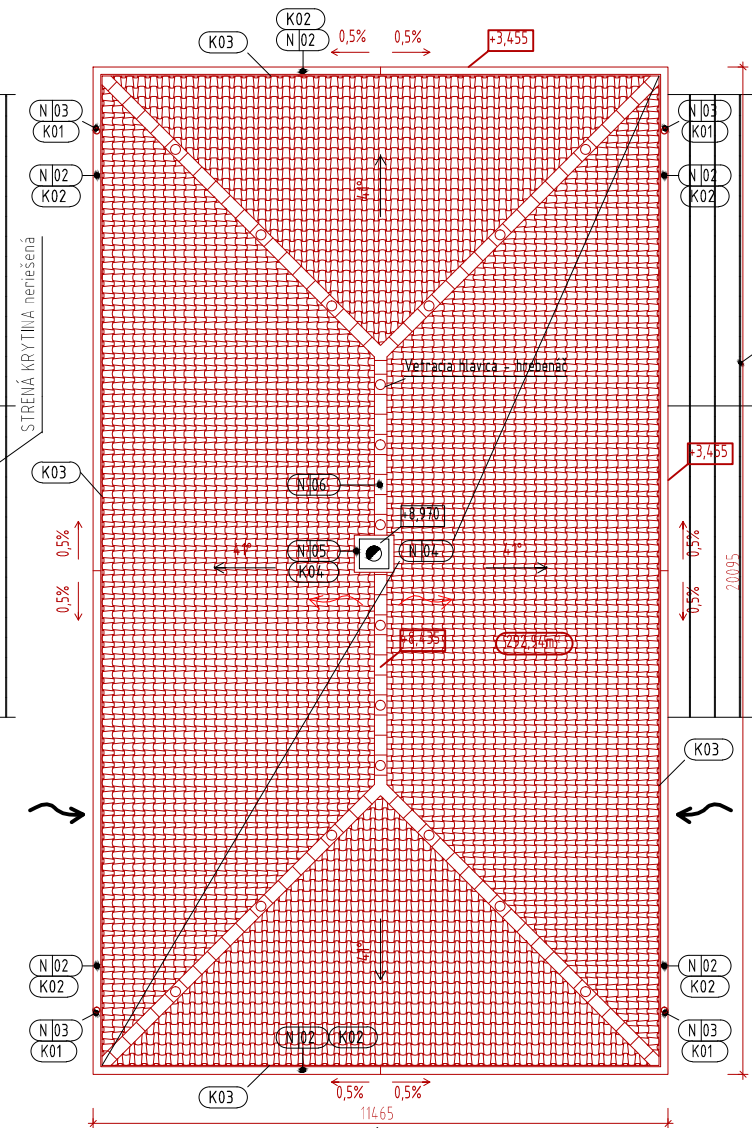 K02
N 02
0,5%
0,5%
+3,455
K03
N 03
K01
N 03
K01
N 02
K02
N 02
K02
41°
STREŠNÁ KRYTINA neriešená
Vetracia hlavica - hrebenáč
K03
+3,455
N 06
+8,970
0,5%
41°
N 05
K04
N 04
41°
0,5%
20095
0,5%
0,5%
+8,435
292,94m²
K03
41°
N 02
K02
N 02
K02
N 03
K01
N 03
K01
N 02
K02
K03
0,5%
0,5%
11465